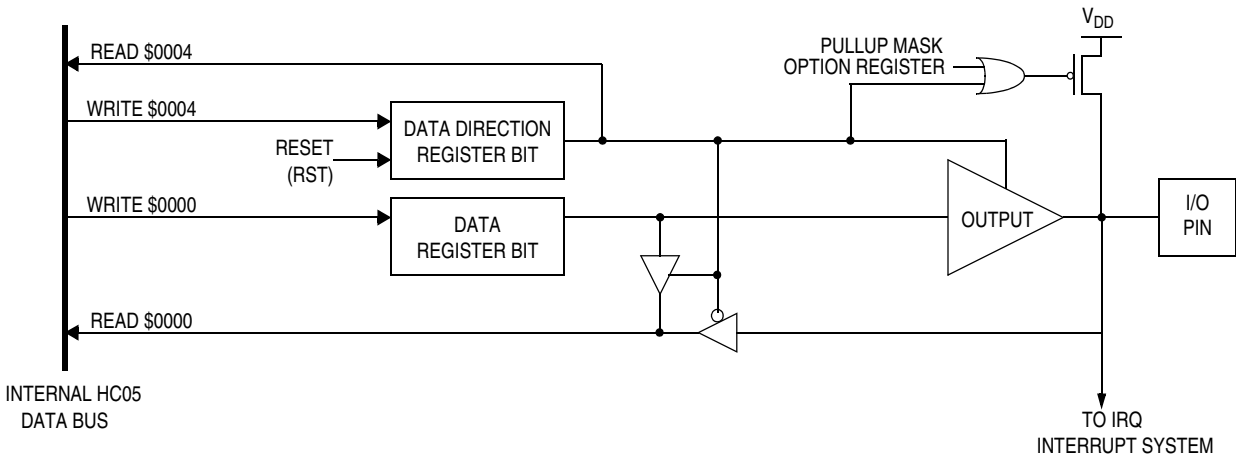 V_DD
READ $0004
PULLUP MASK
OPTION REGISTER
WRITE $0004
DATA DIRECTION
REGISTER BIT
RESET
(RST)
WRITE $0000
DATA
REGISTER BIT
OUTPUT
I/O
PIN
READ $0000
INTERNAL HC05
DATA BUS
TO IRQ
INTERRUPT SYSTEM